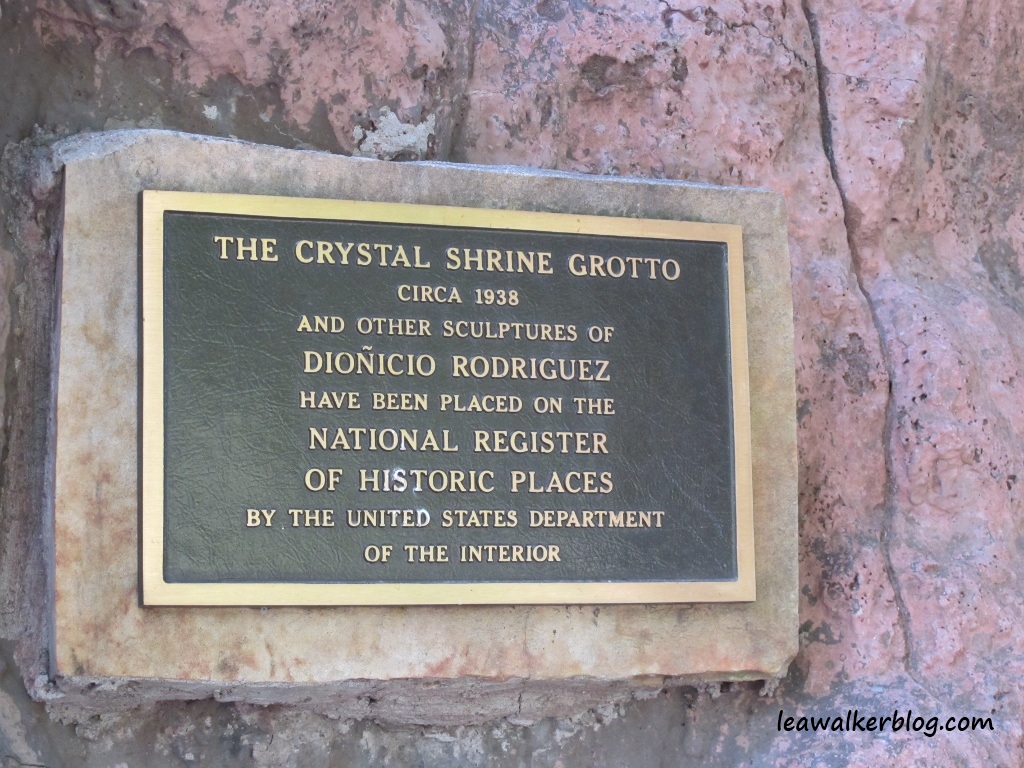 THE CRYSTAL SHRINE GROTTO
CIRCA 1938
AND OTHER SCULPTURES OF
DIOÑICIO RODRIGUEZ
HAVE BEEN PLACED ON THE
NATIONAL REGISTER
OF HISTORIC PLACES
BY THE UNITED STATES DEPARTMENT
OF THE INTERIOR
leawalkerblog.com